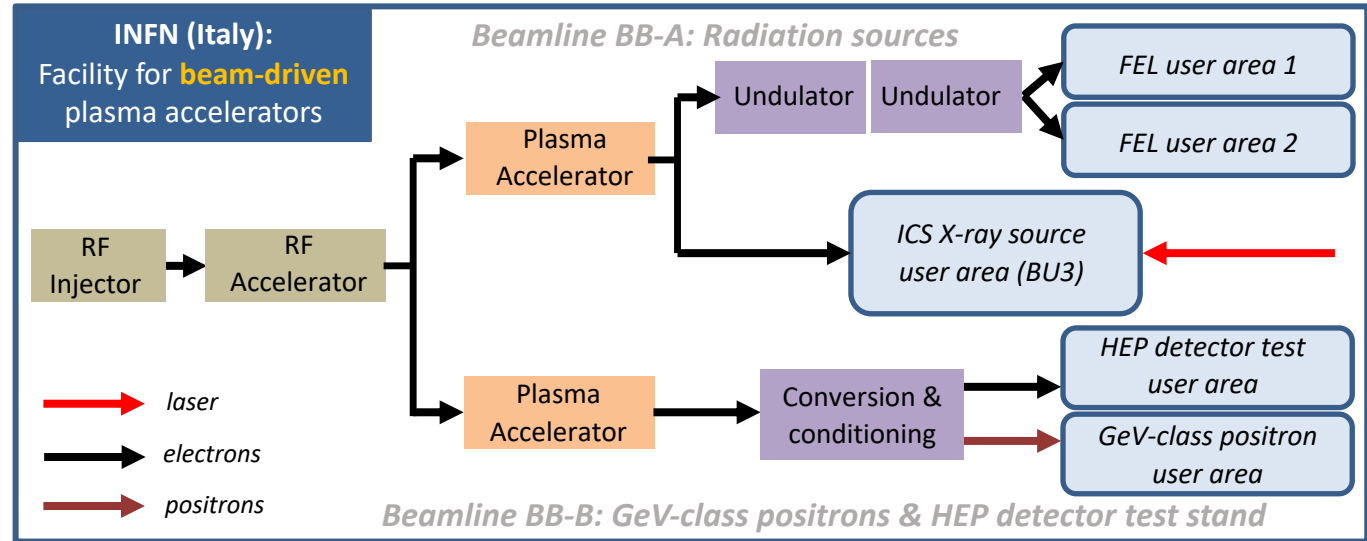 INFN (Italy):
Facility for beam-driven
plasma accelerators
Beamline BB-A: Radiation sources
Undulator
Undulator
FEL user area 1
FEL user area 2
Plasma
Accelerator
ICS X-ray source
user area (BU3)
RF
Injector
RF
Accelerator
Plasma
Accelerator
Conversion &
conditioning
HEP detector test
user area
GeV-class positron
user area
laser
electrons
positrons
Beamline BB-B: GeV-class positrons & HEP detector test stand